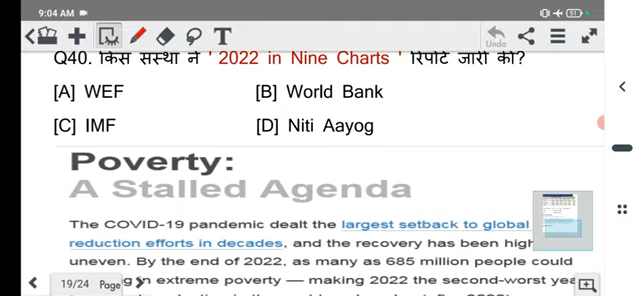 9:04 AM
51
T
Undo
Q40. किस संस्था ने ' 2022 in Nine Charts ' रिपोर्ट जारी की?
[A] WEF [B] World Bank
[C] IMF [D] Niti Aayog
Poverty:
A Stalled Agenda
The COVID-19 pandemic dealt the largest setback to global
reduction efforts in decades, and the recovery has been high
uneven. By the end of 2022, as many as 685 million people could
in extreme poverty — making 2022 the second-worst yea
19/24 Page